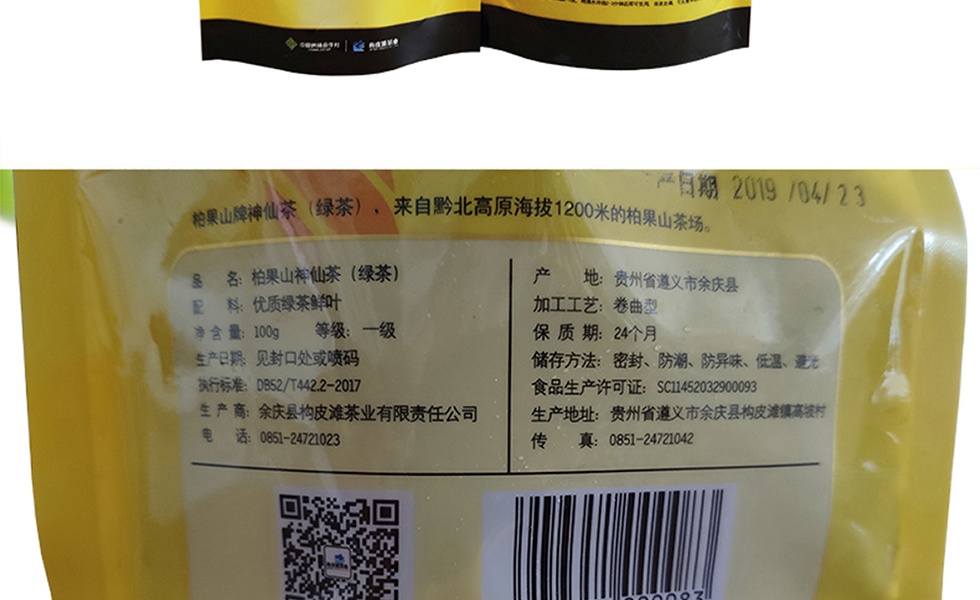 日期 2019 /04/ 23
柏果山牌神仙茶（绿茶），来自黔北高原海拔1200米的柏果山茶场。
品 名: 柏果山神仙茶（绿茶）
配 料: 优质绿茶鲜叶
净含量: 100g 等级: 一级
生产日期: 见封口处或喷码
执行标准: DB52/T442.2-2017
生产商: 余庆县构皮滩茶业有限责任公司
电 话: 0851-24721023
产 地: 贵州省遵义市余庆县
加工工艺: 卷曲型
保质期: 24个月
储存方法: 密封、防潮、防异味、低温、避光
食品生产许可证: SC11452032900093
生产地址: 贵州省遵义市余庆县构皮滩镇高坡村
传 真: 0851-24721042